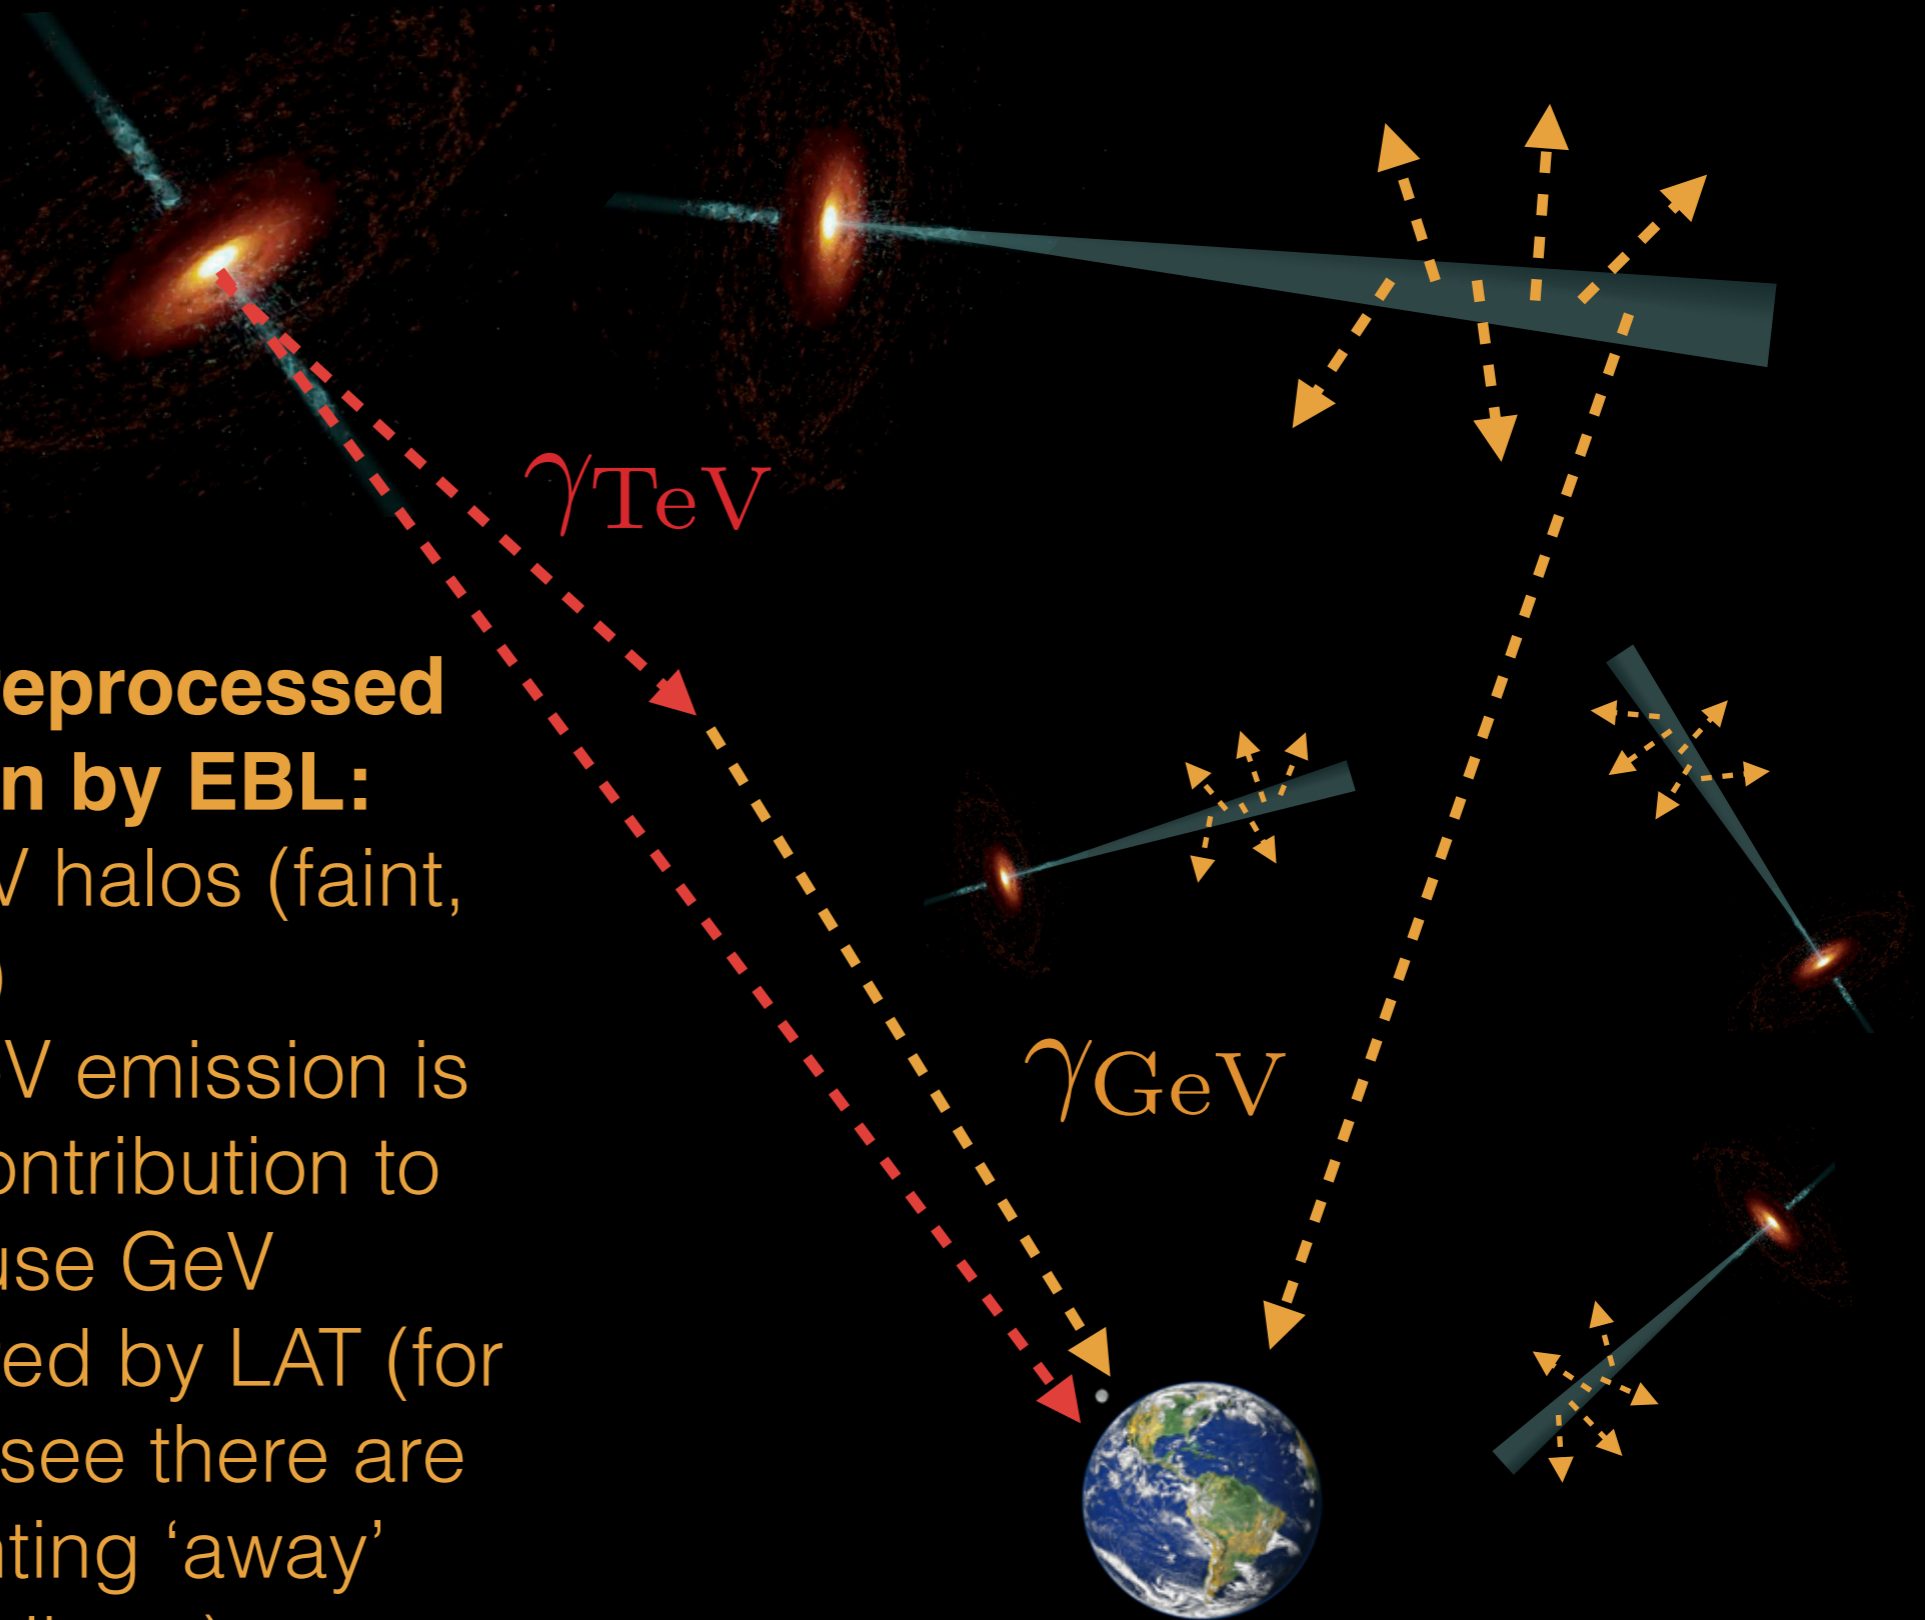 γTeV
eprocessed
n by EBL:
V halos (faint,
)
V emission is
ontribution to
use GeV
γGeV
ed by LAT (for
see there are
ting ‘away’